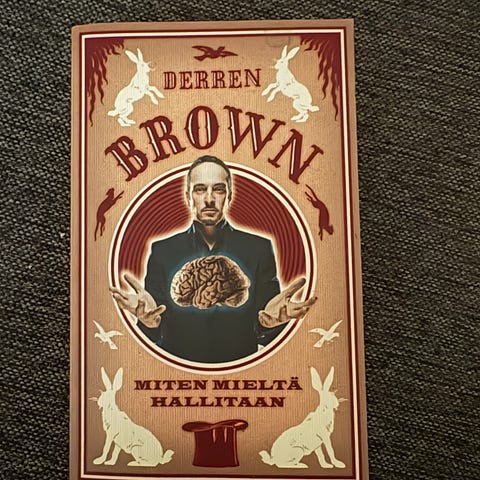 DERREN
BROWN
MITEN MIELTÄ
HALLITAAN